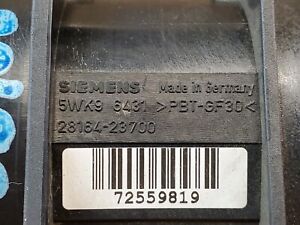 SIEMENS Made in Germany
5WK9 6431 >PBT-GF30<
28164-23700
72559819